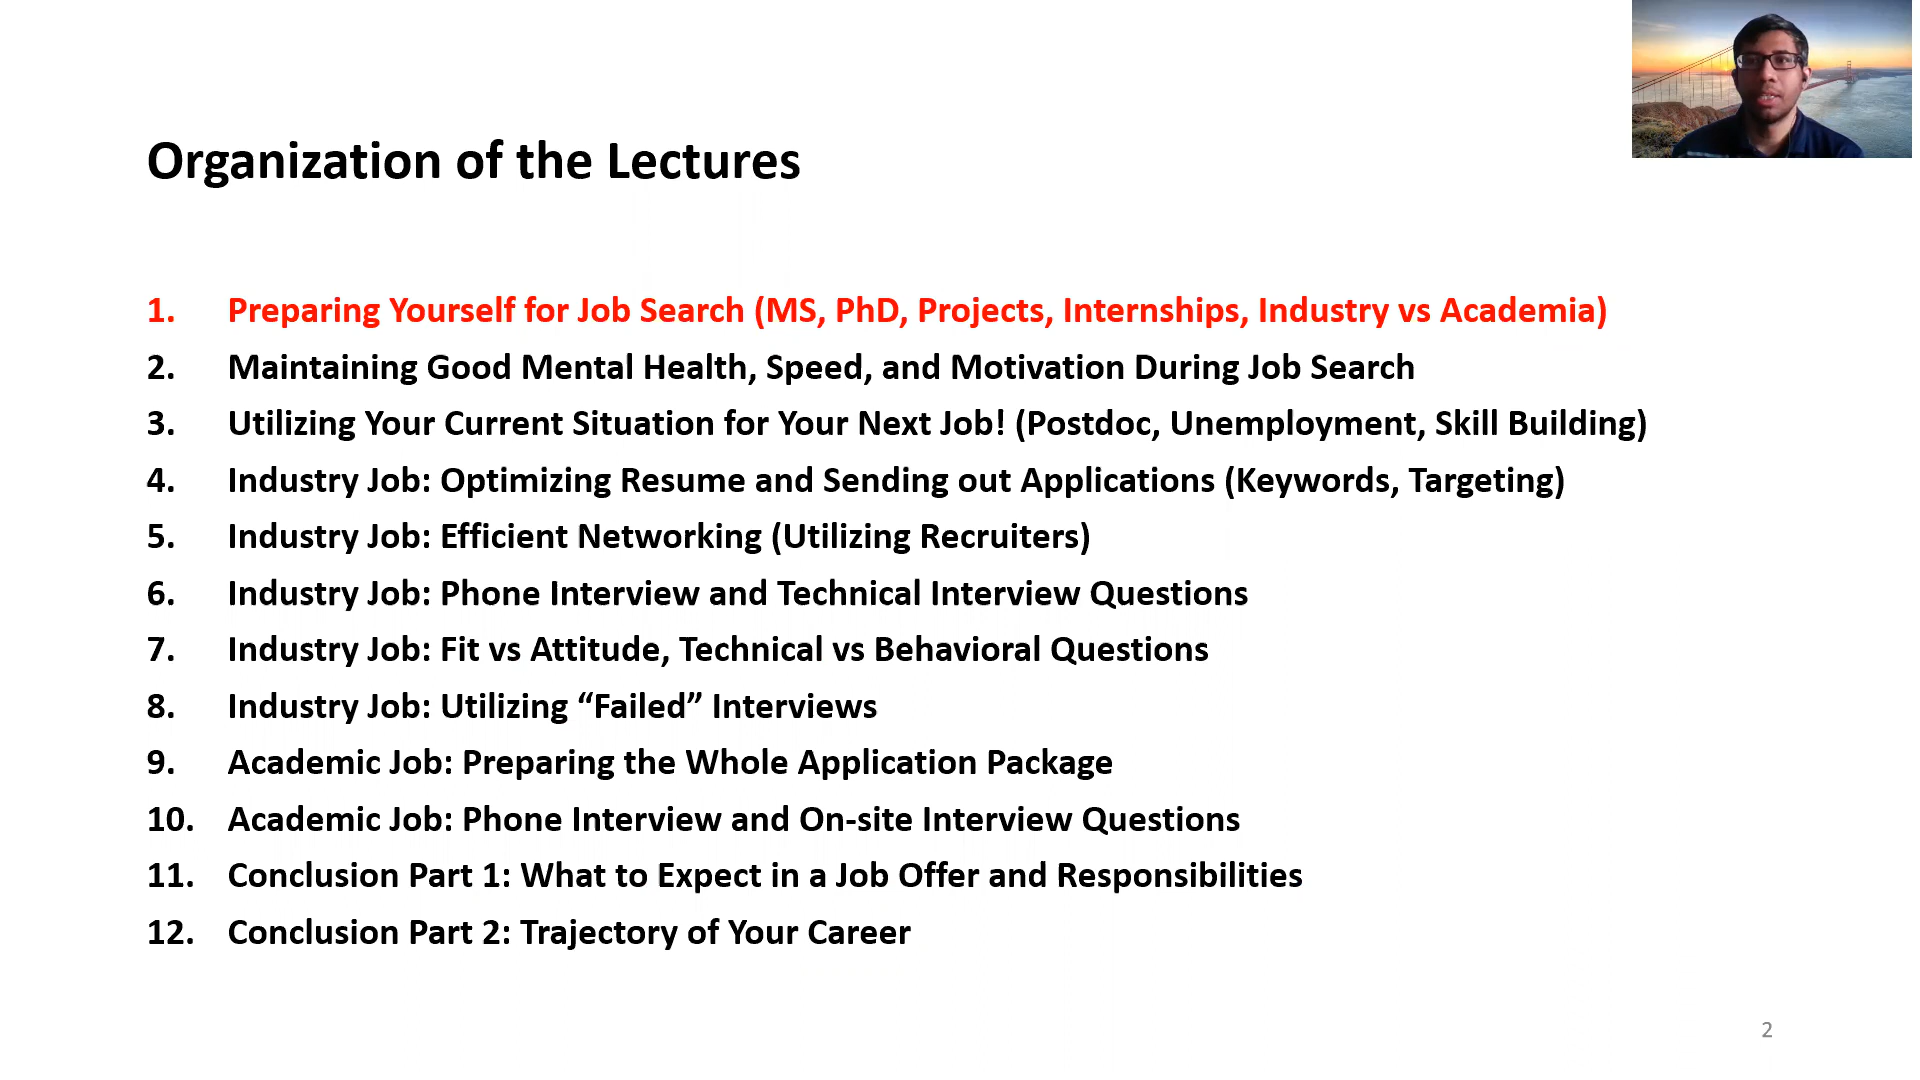 Organization of the Lectures
1. Preparing Yourself for Job Search (MS, PhD, Projects, Internships, Industry vs Academia)
2. Maintaining Good Mental Health, Speed, and Motivation During Job Search
3. Utilizing Your Current Situation for Your Next Job! (Postdoc, Unemployment, Skill Building)
4. Industry Job: Optimizing Resume and Sending out Applications (Keywords, Targeting)
5. Industry Job: Efficient Networking (Utilizing Recruiters)
6. Industry Job: Phone Interview and Technical Interview Questions
7. Industry Job: Fit vs Attitude, Technical vs Behavioral Questions
8. Industry Job: Utilizing “Failed” Interviews
9. Academic Job: Preparing the Whole Application Package
10. Academic Job: Phone Interview and On-site Interview Questions
11. Conclusion Part 1: What to Expect in a Job Offer and Responsibilities
12. Conclusion Part 2: Trajectory of Your Career
2